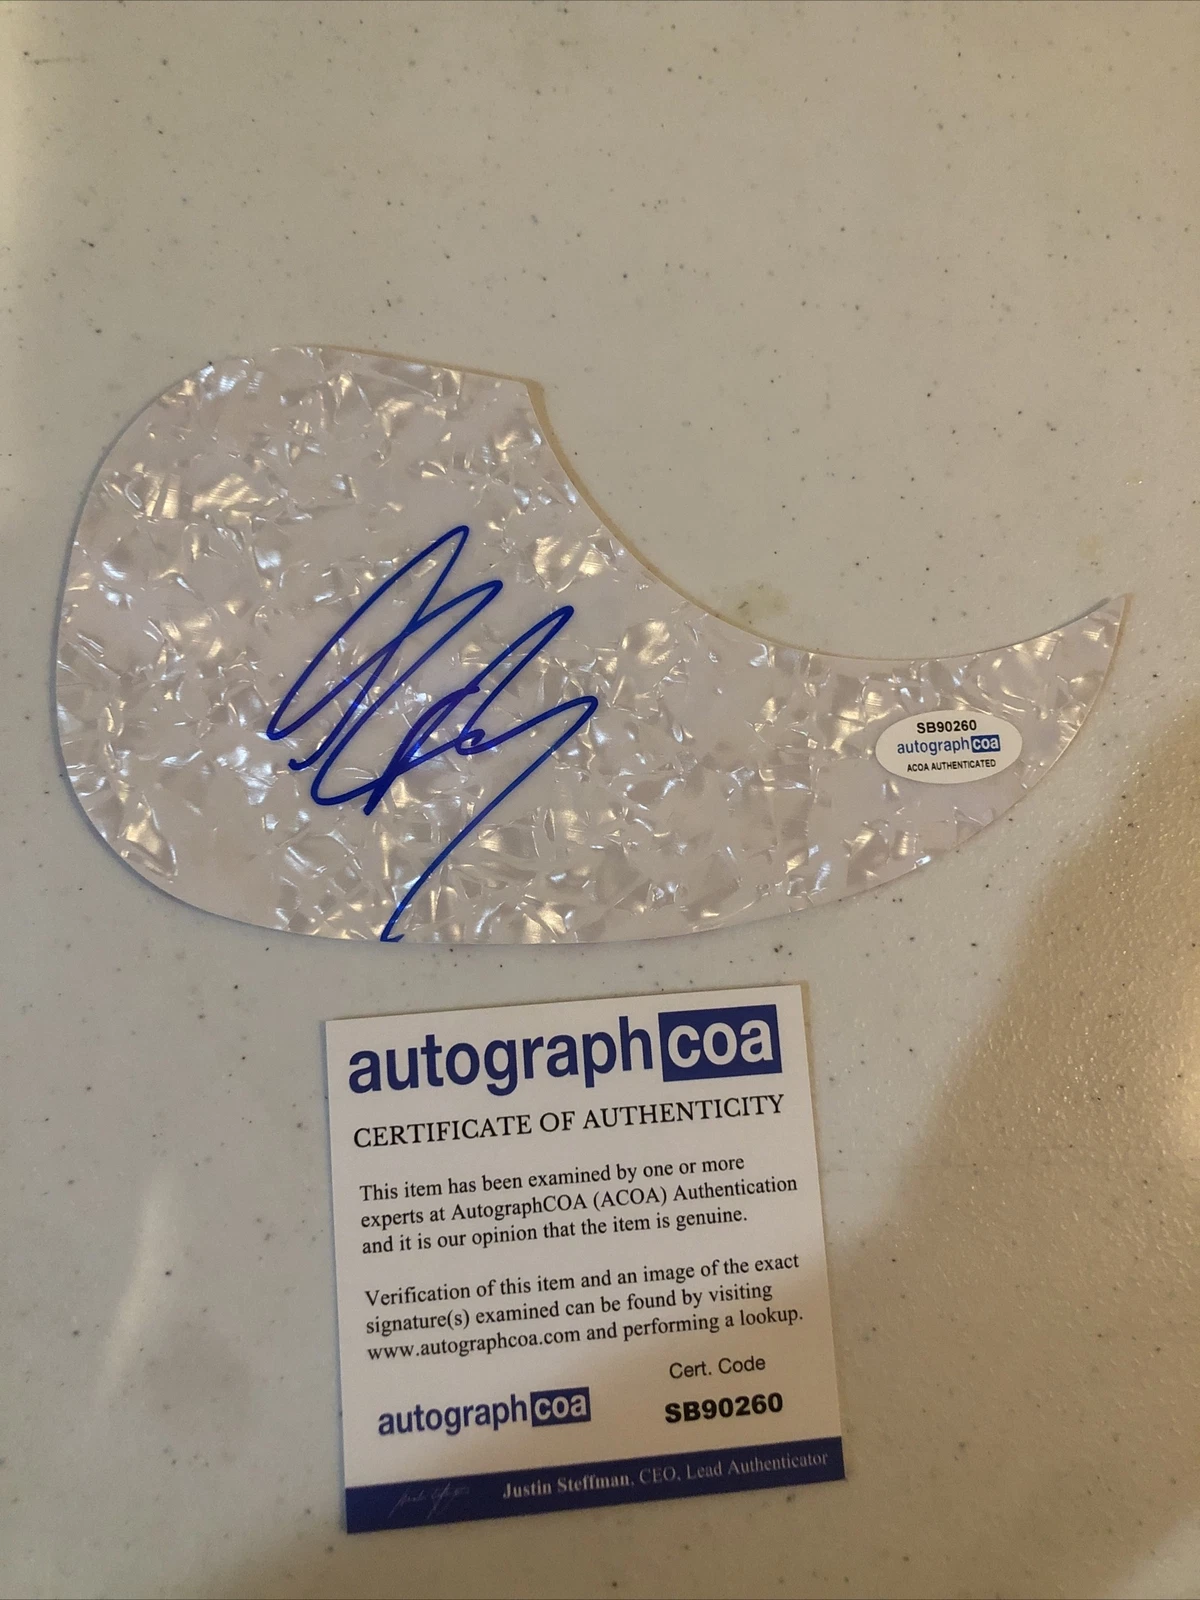 SB90260
autographcoa
ACOA AUTHENTICATED
autographcoa
CERTIFICATE OF AUTHENTICITY
This item has been examined by one or more
experts at AutographCOA (ACOA) Authentication
and it is our opinion that the item is genuine.
Verification of this item and an image of the exact
signature(s) examined can be found by visiting
www.autographcoa.com and performing a lookup.
Cert. Code
autographcoa
SB90260
Justin Steffman, CEO, Lead Authenticator